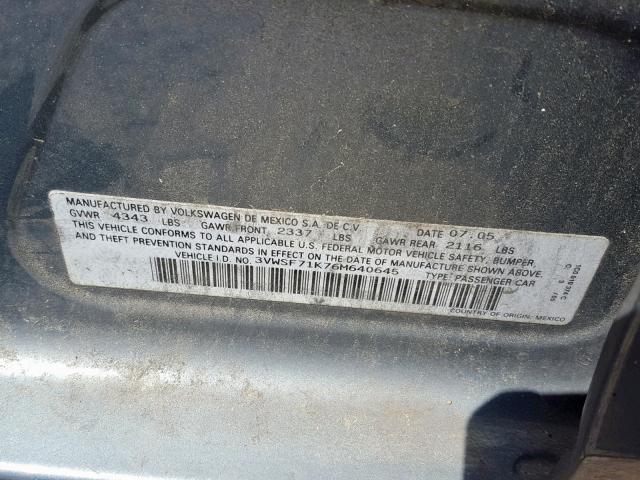 MANUFACTURED BY VOLKSWAGEN DE MEXICO S.A. DE C.V. DATE 07.05
GVWR 4343 LBS GAWR FRONT 2337 LBS GAWR REAR 2116 LBS
THIS VEHICLE CONFORMS TO ALL APPLICABLE U.S. FEDERAL MOTOR VEHICLE SAFETY, BUMPER,
AND THEFT PREVENTION STANDARDS IN EFFECT ON THE DATE OF MANUFACTURE SHOWN ABOVE.
VEHICLE I.D. NO. 3VWSF71K76M640645 TYPE: PASSENGER CAR
COUNTRY OF ORIGIN: MEXICO